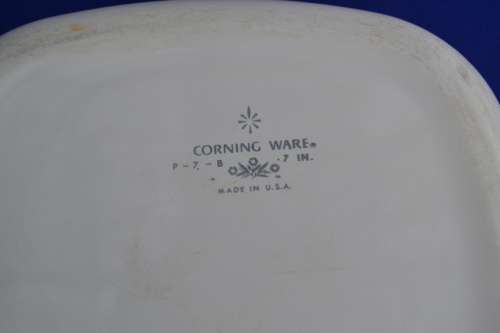 CORNING WARE®
P-7-B 7 IN.
MADE IN U.S.A.